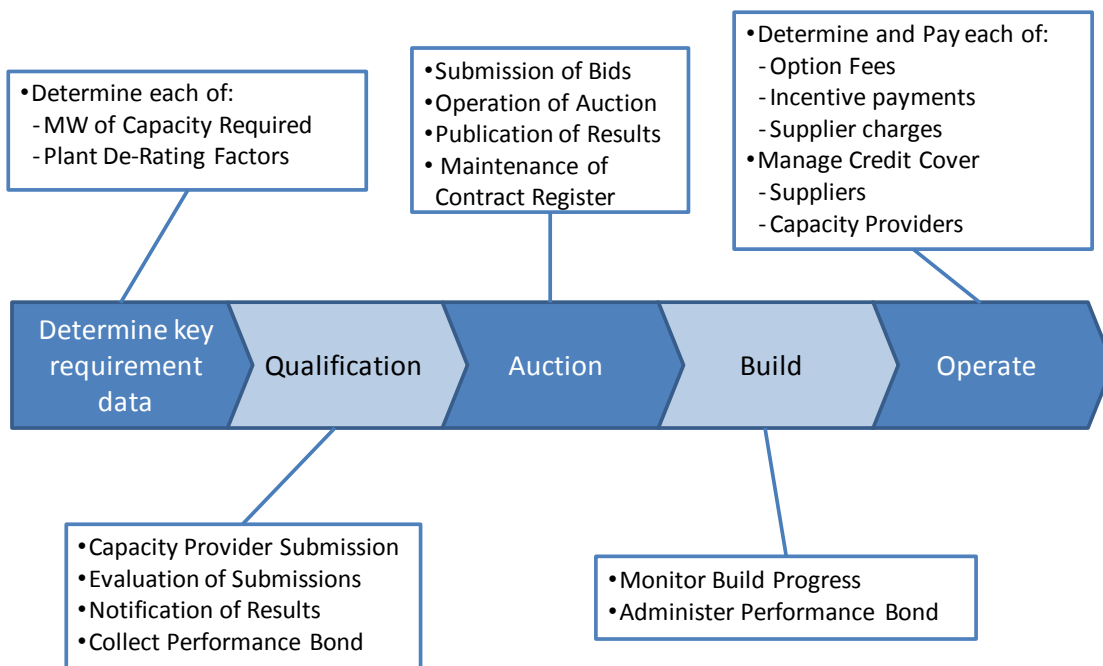 •Determine each of:
- MW of Capacity Required
- Plant De-Rating Factors
•Submission of Bids
•Operation of Auction
•Publication of Results
• Maintenance of
Contract Register
•Determine and Pay each of:
- Option Fees
- Incentive payments
- Supplier charges
•Manage Credit Cover
- Suppliers
- Capacity Providers
Determine key
requirement
data
Qualification
Auction
Build
Operate
•Capacity Provider Submission
•Evaluation of Submissions
•Notification of Results
•Collect Performance Bond
•Monitor Build Progress
•Administer Performance Bond